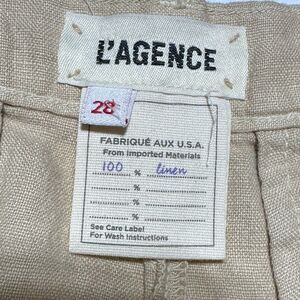 L'AGENCE
28
FABRIQUÉ AUX U.S.A.
From Imported Materials
100 % linen
%
%
%
See Care Label
For Wash Instructions